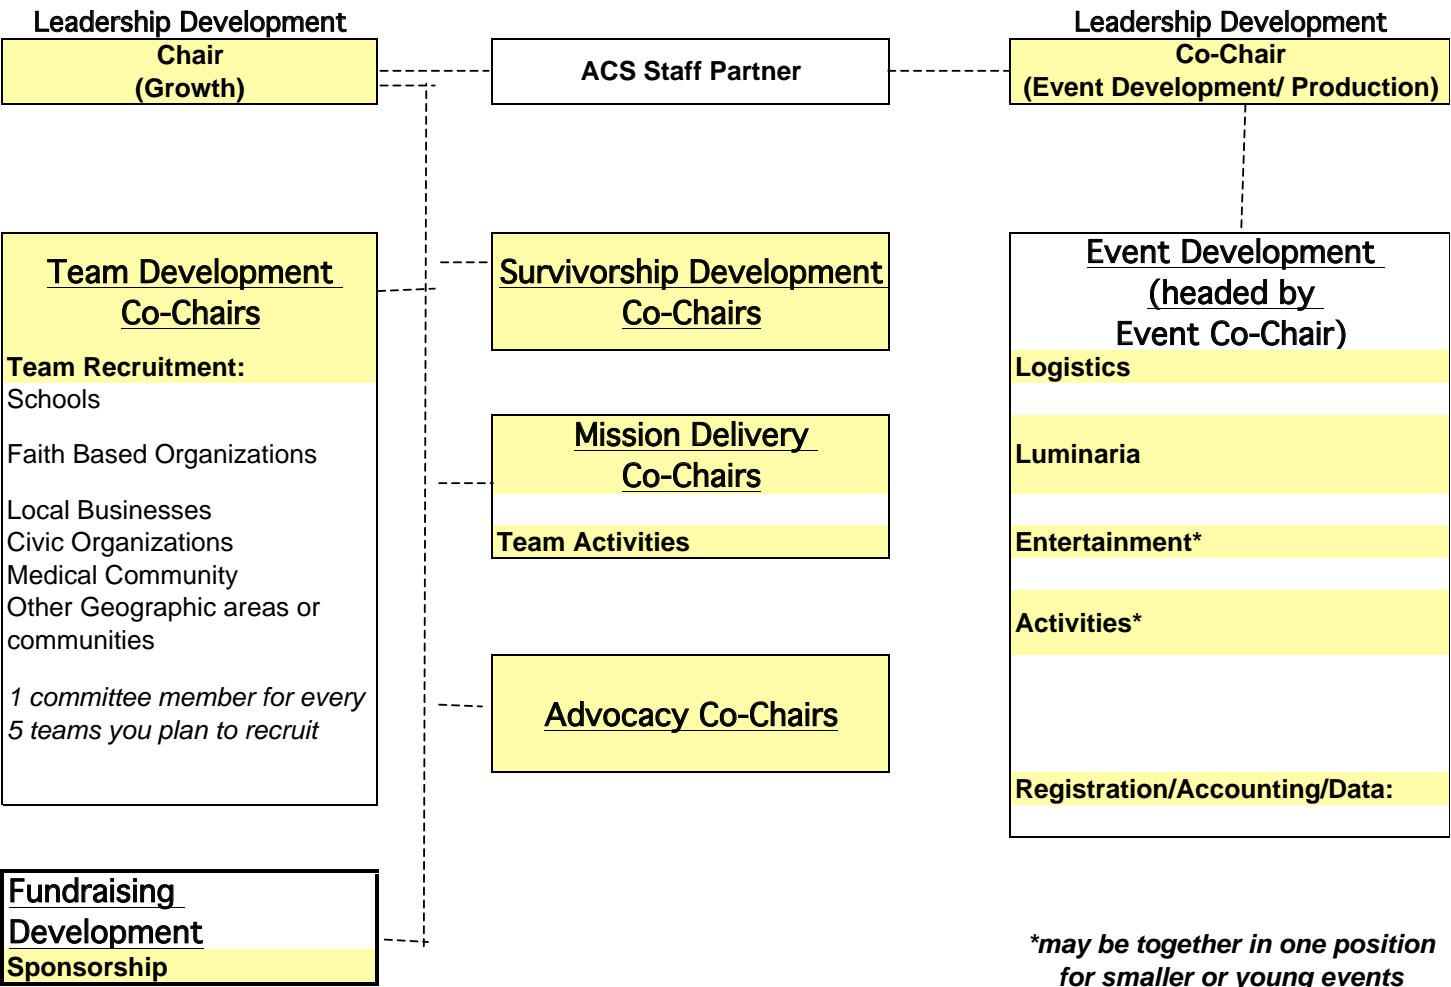 Leadership Development
Chair
(Growth)
ACS Staff Partner
Leadership Development
Co-Chair
(Event Development/ Production)
Team Development
Co-Chairs
Team Recruitment:
Schools
Faith Based Organizations
Local Businesses
Civic Organizations
Medical Community
Other Geographic areas or
communities
1 committee member for every
5 teams you plan to recruit
Survivorship Development
Co-Chairs
Mission Delivery
Co-Chairs
Team Activities
Advocacy Co-Chairs
Event Development
(headed by
Event Co-Chair)
Logistics
Luminaria
Entertainment*
Activities*
Registration/Accounting/Data:
Fundraising
Development
Sponsorship
*may be together in one position
for smaller or young events